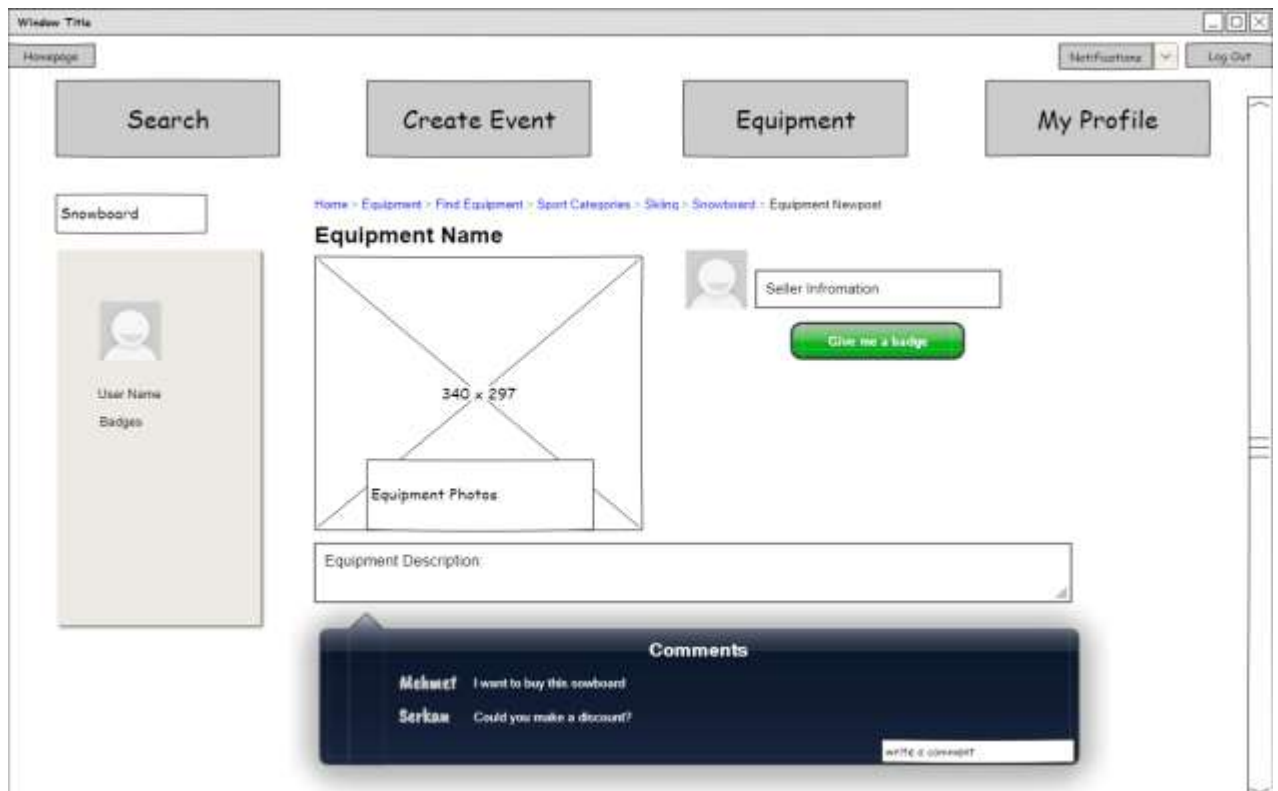 Window Title
Homepage
Notifications
Log Out
Search
Create Event
Equipment
My Profile
Snowboard
Home > Equipment > Find Equipment > Sport Categories > Skiing > Snowboard > Equipment Newpost
Equipment Name
Seller Infromation
Give me a badge
340 x 297
User Name
Badges
Equipment Photos
Equipment Description:
Comments
Mehmet I want to buy this sowboard
Serkan Could you make a discount?
write a comment